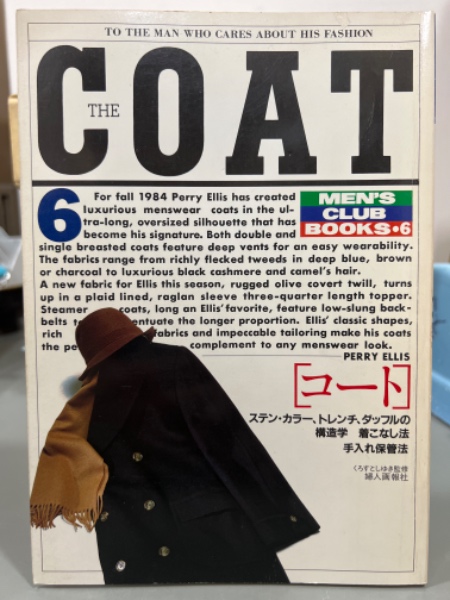 TO THE MAN WHO CARES ABOUT HIS FASHION
THE COAT
6
MEN'S
CLUB
BOOKS•6
For fall 1984 Perry Ellis has created
luxurious menswear coats in the ul-
tra-long, oversized silhouette that has
become his signature. Both double and
single breasted coats feature deep vents for an easy wearability.
The fabrics range from richly flecked tweeds in deep blue, brown
or charcoal to luxurious black cashmere and camel's hair.
A new fabric for Ellis this season, rugged olive covert twill, turns
up in a plaid lined, raglan sleeve three-quarter length topper.
Steamer coats, long an Ellis' favorite, feature low-slung back-
belts to entuate the longer proportion. Ellis' classic shapes,
rich fabrics and impeccable tailoring make his coats
the pe complement to any menswear look.
PERRY ELLIS
[コート]
ステン・カラー、トレンチ、ダッフルの
構造学 着こなし法
手入れ保管法
くろすとしゆき監修
婦人画報社